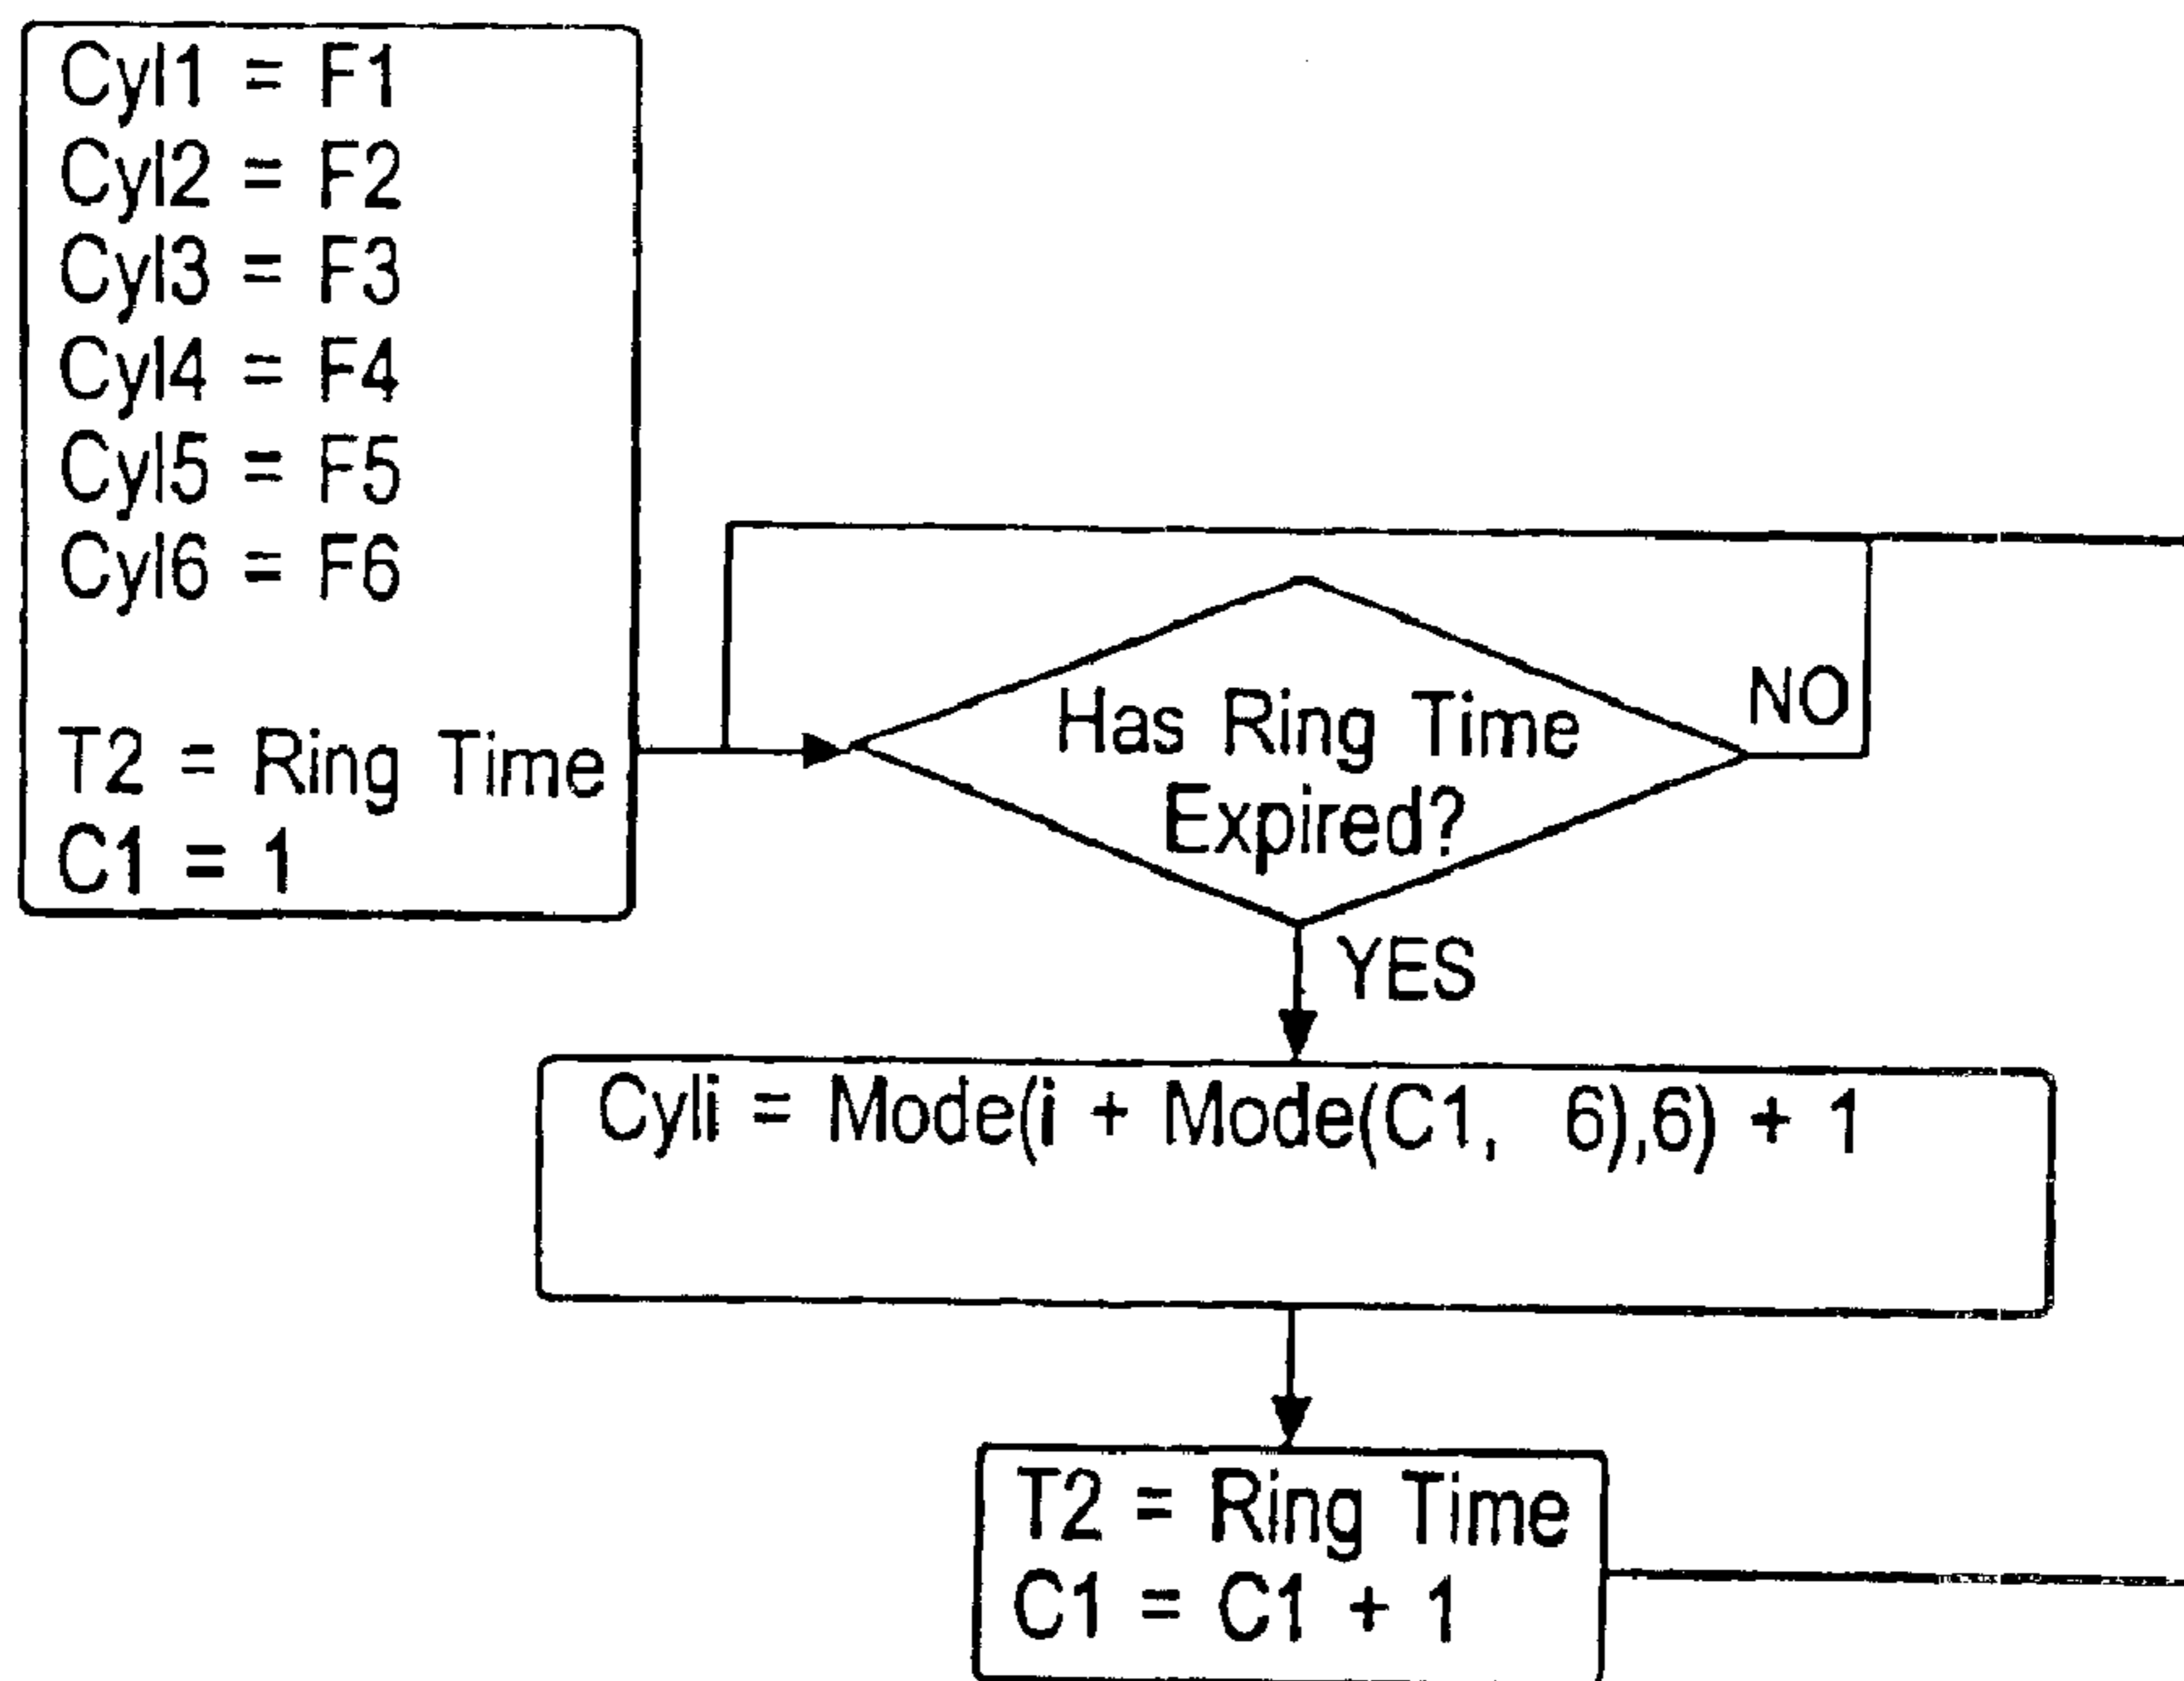 Cyl1 = F1
Cyl2 = F2
Cyl3 = F3
Cyl4 = F4
Cyl5 = F5
Cyl6 = F6
T2 = Ring Time
C1 = 1
Has Ring Time
Expired?
NO
YES
Cyli = Mode(i + Mode(C1, 6),6) + 1
T2 = Ring Time
C1 = C1 + 1